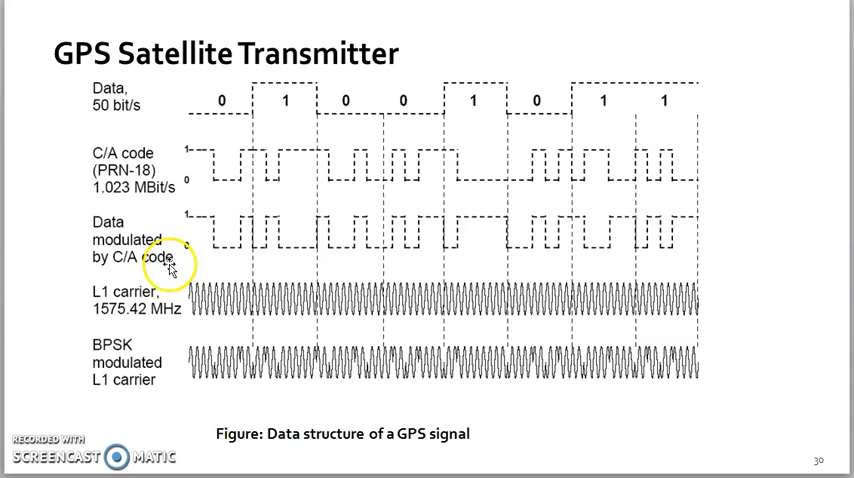 GPS Satellite Transmitter
Data,
50 bit/s
0 1 0 0 1 0 1 1
C/A code
(PRN-18)
1.023 MBit/s
1
0
Data
modulated
by C/A code
1
0
L1 carrier,
1575.42 MHz
BPSK
modulated
L1 carrier
Figure: Data structure of a GPS signal
RECORDED WITH
SCREENCAST MATIC
30